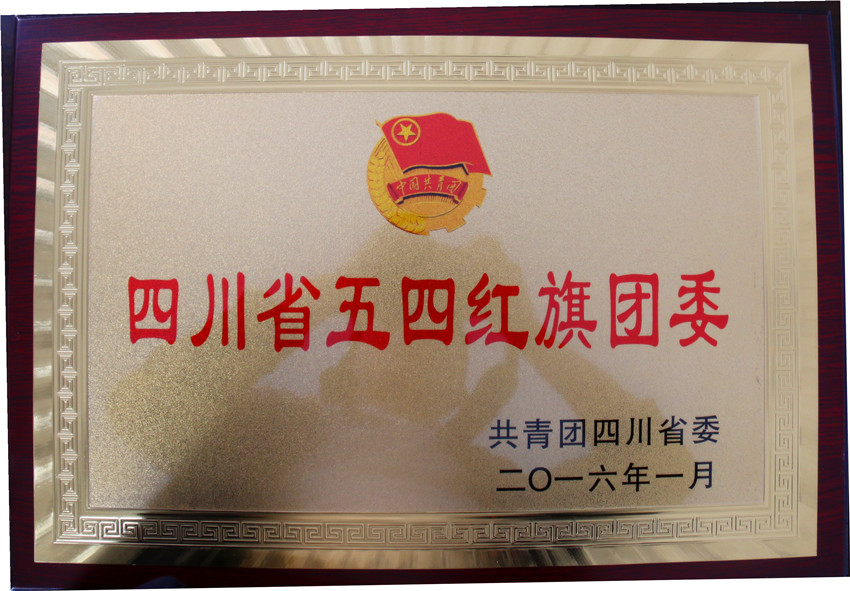 中国共青团
四川省五四红旗团委
共青团四川省委
二〇一六年一月